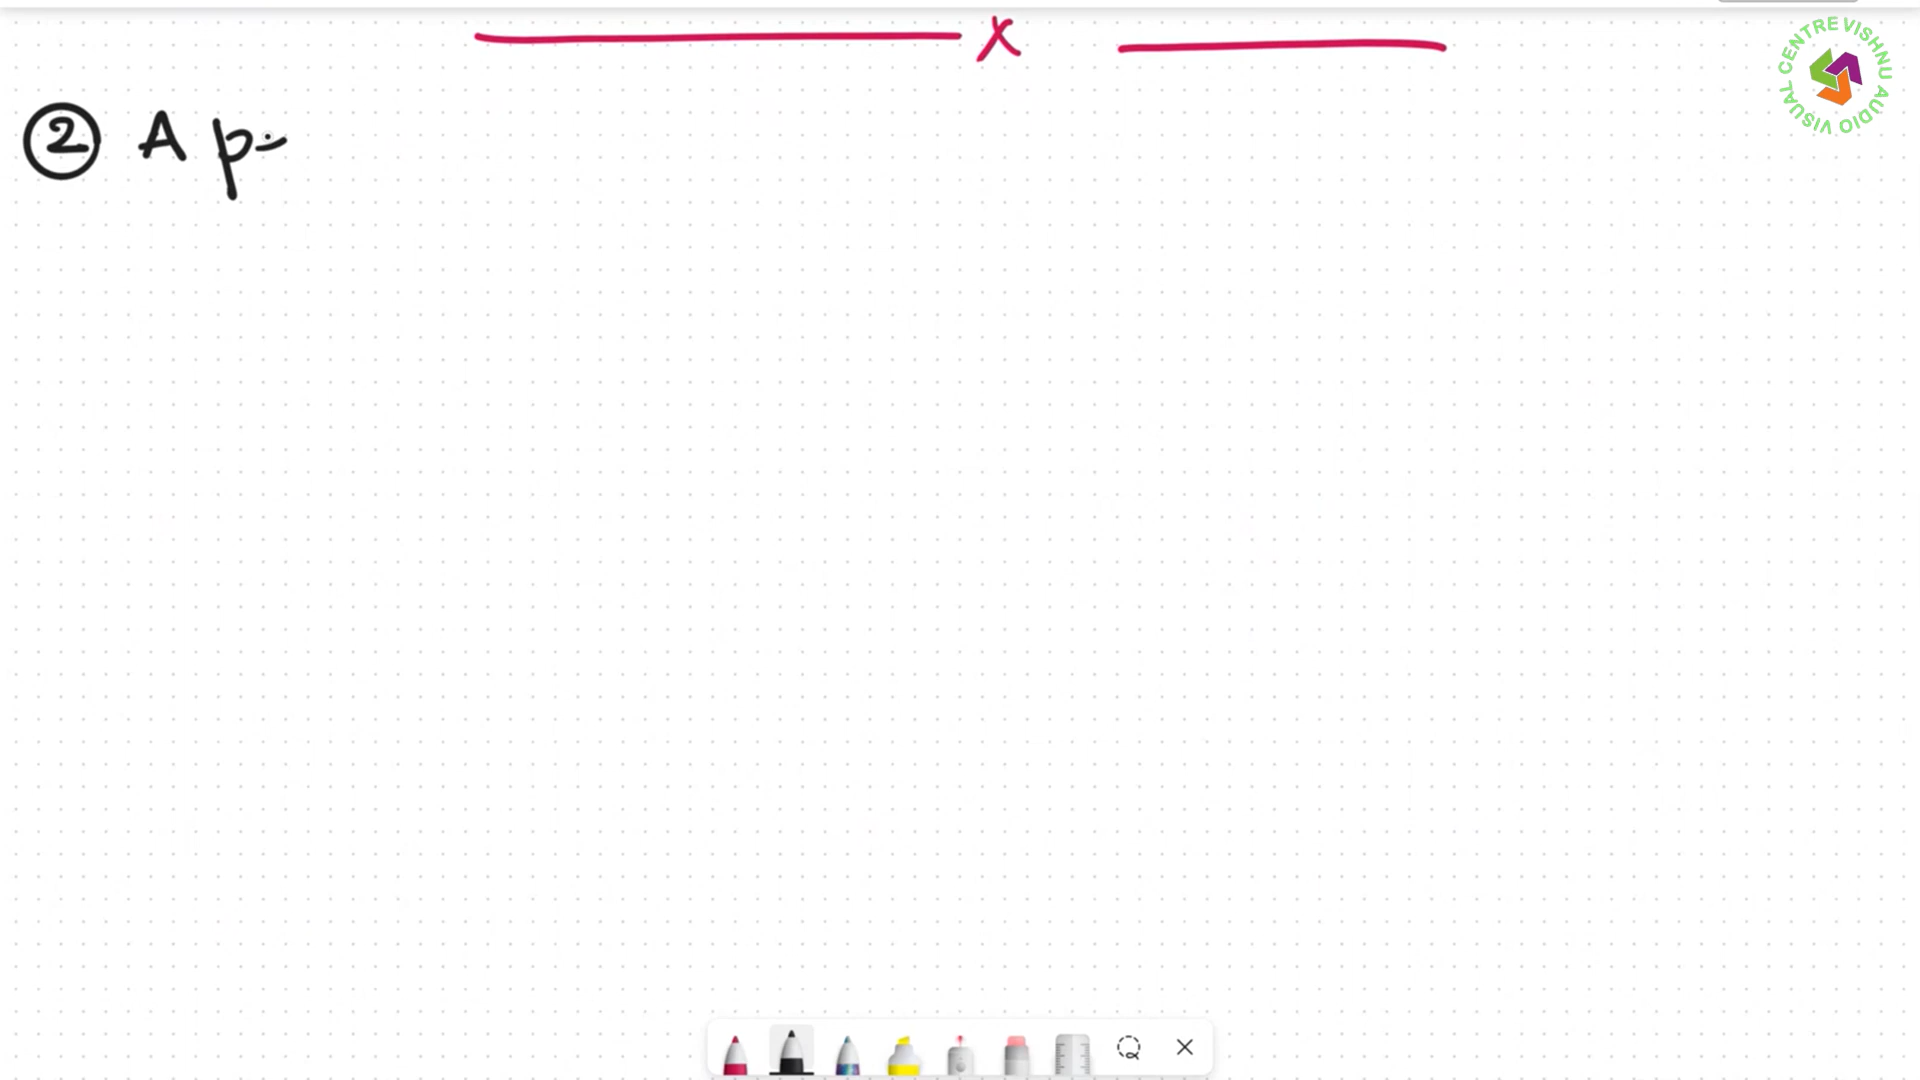 VISHNU AUDIO VISUAL CENTRE
x
② A p